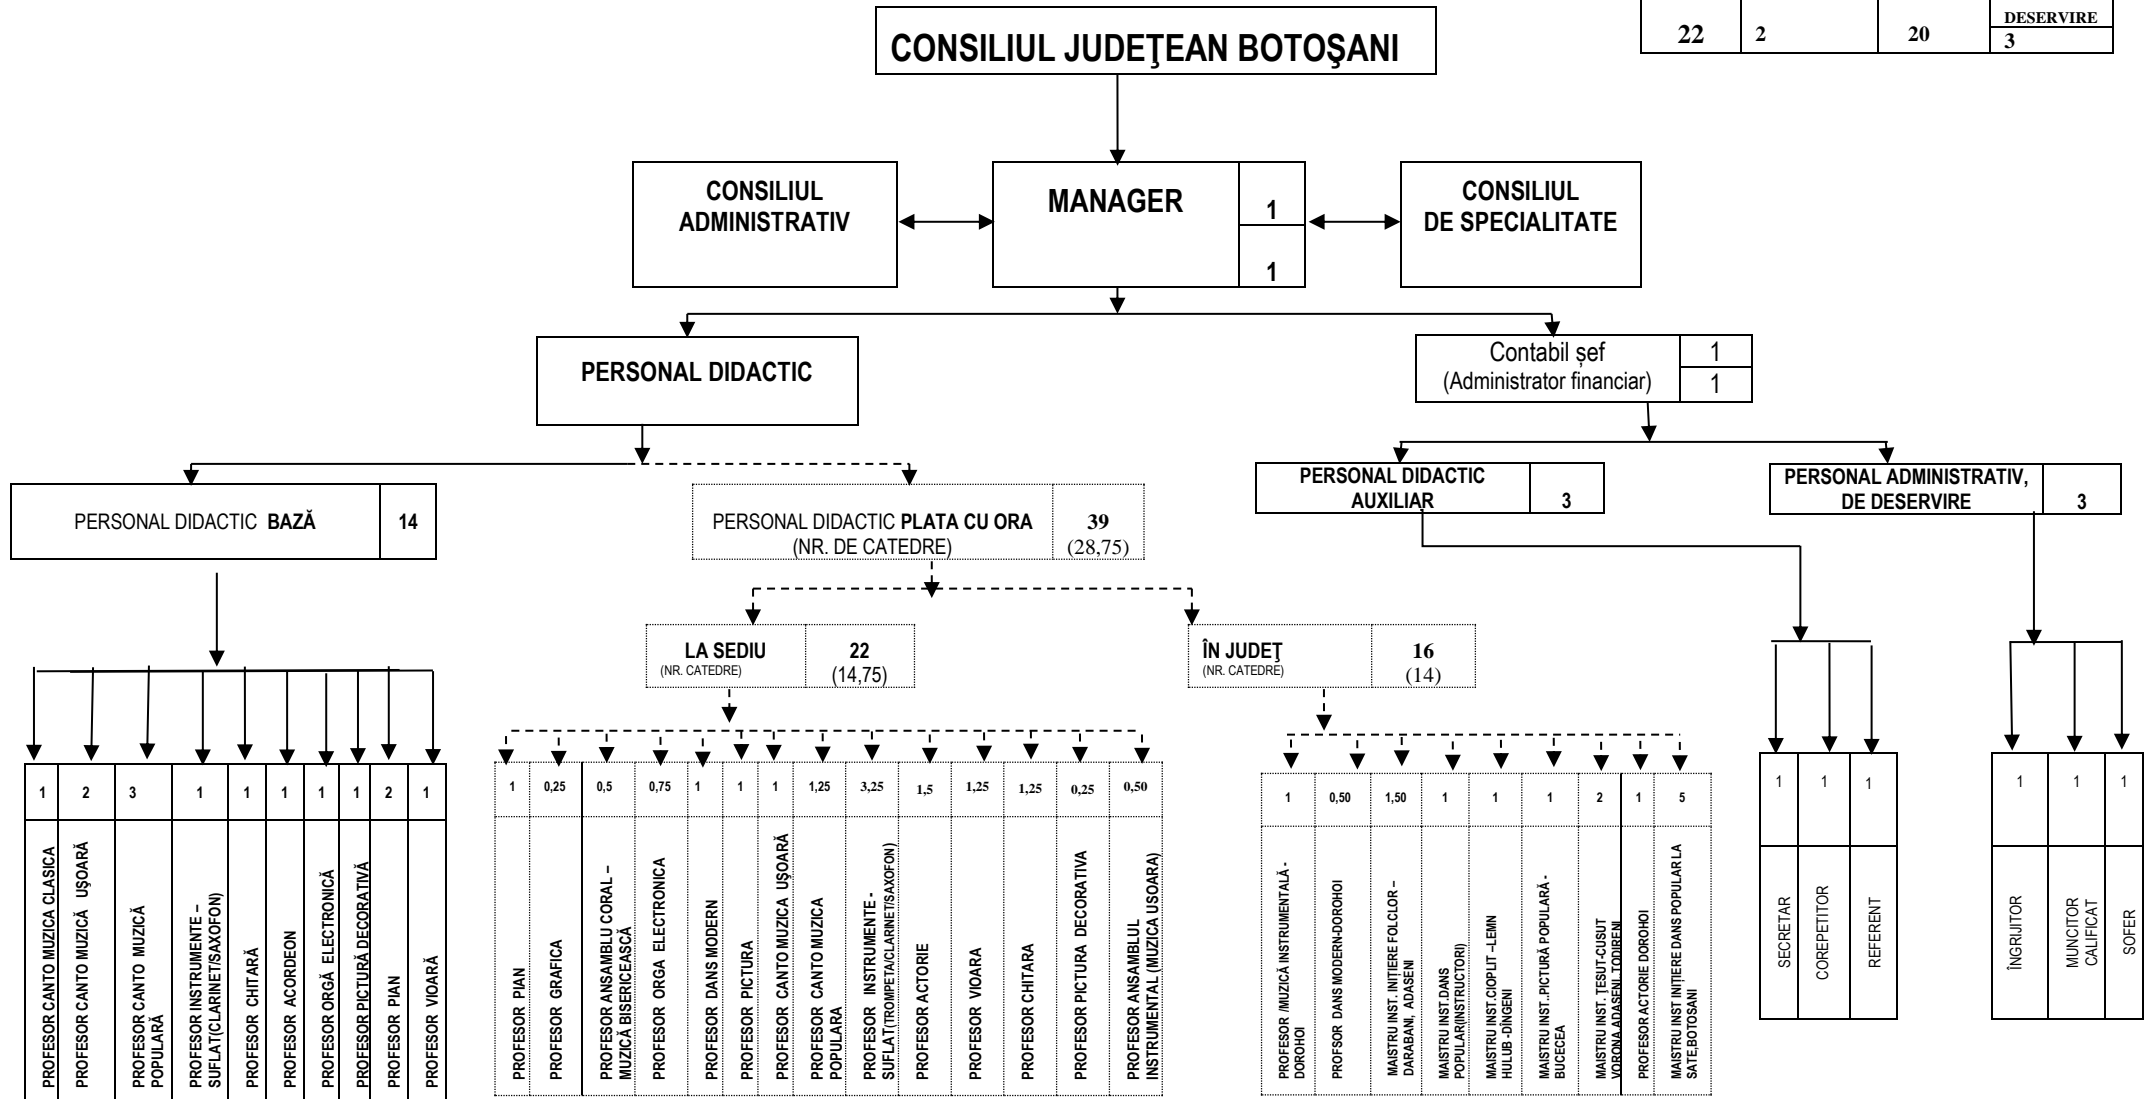 DESERVIRE
22 2 20 3
CONSILIUL JUDEŢEAN BOTOŞANI
CONSILIUL
ADMINISTRATIV
MANAGER
1
1
CONSILIUL
DE SPECIALITATE
PERSONAL DIDACTIC
Contabil șef
(Administrator financiar)
1
1
PERSONAL DIDACTIC BAZĂ 14
PERSONAL DIDACTIC PLATA CU ORA 39
(NR. DE CATEDRE) (28,75)
PERSONAL DIDACTIC
AUXILIAR 3
PERSONAL ADMINISTRATIV,
DE DESERVIRE 3
LA SEDIU 22
(NR. CATEDRE) (14,75)
ÎN JUDEŢ 16
(NR. CATEDRE) (14)
1 2 3 1 1 1 1 1 2 1
PROFESOR CANTO MUZICA CLASICA
PROFESOR CANTO MUZICĂ UŞOARĂ
PROFESOR CANTO MUZICĂ
POPULARĂ
PROFESOR INSTRUMENTE –
SUFLAT(CLARINET/SAXOFON)
PROFESOR CHITARĂ
PROFESOR ACORDEON
PROFESOR ORGĂ ELECTRONICĂ
PROFESOR PICTURĂ DECORATIVĂ
PROFESOR PIAN
PROFESOR VIOARĂ
1 0,25 0,5 0,75 1 1 1 1,25 3,25 1,5 1,25 1,25 0,25 0,50
PROFESOR PIAN
PROFESOR GRAFICA
PROFESOR ANSAMBLU CORAL –
MUZICĂ BISERICEASCĂ
PROFESOR ORGA ELECTRONICA
PROFESOR DANS MODERN
PROFESOR PICTURA
PROFESOR CANTO MUZICA UŞOARĂ
PROFESOR CANTO MUZICA
POPULARA
PROFESOR INSTRUMENTE -
SUFLAT(TROMPETA/CLARINET/SAXOFON)
PROFESOR ACTORIE
PROFESOR VIOARA
PROFESOR CHITARA
PROFESOR PICTURA DECORATIVA
PROFESOR ANSAMBLUL
INSTRUMENTAL (MUZICA USOARA)
1 0,50 1,50 1 1 1 2 1 5
PROFESOR /MUZICĂ INSTRUMENTALĂ -
DOROHOI
PROFSOR DANS MODERN-DOROHOI
MAISTRU INST. INITIERE FOLCLOR –
DARABANI, ADASENI
MAISTRU INST.DANS
POPULAR(INSTRUCTORI)
MAISTRU INST.CIOPLIT –LEMN
HULUB -DÎNGENI
MAISTRU INST..PICTURĂ POPULARĂ -
BUCECEA
MAISTRU INST. ŢESUT-CUSUT
VORONA ADASENI, TODIRENI
PROFESOR ACTORIE DOROHOI
MAISTRU INST INIȚIERE DANS POPULAR LA
SATE,BOTOSANI
1 1 1
SECRETAR
COREPETITOR
REFERENT
1 1 1
ÎNGRIJITOR
MUNCITOR
CALIFICAT
SOFER